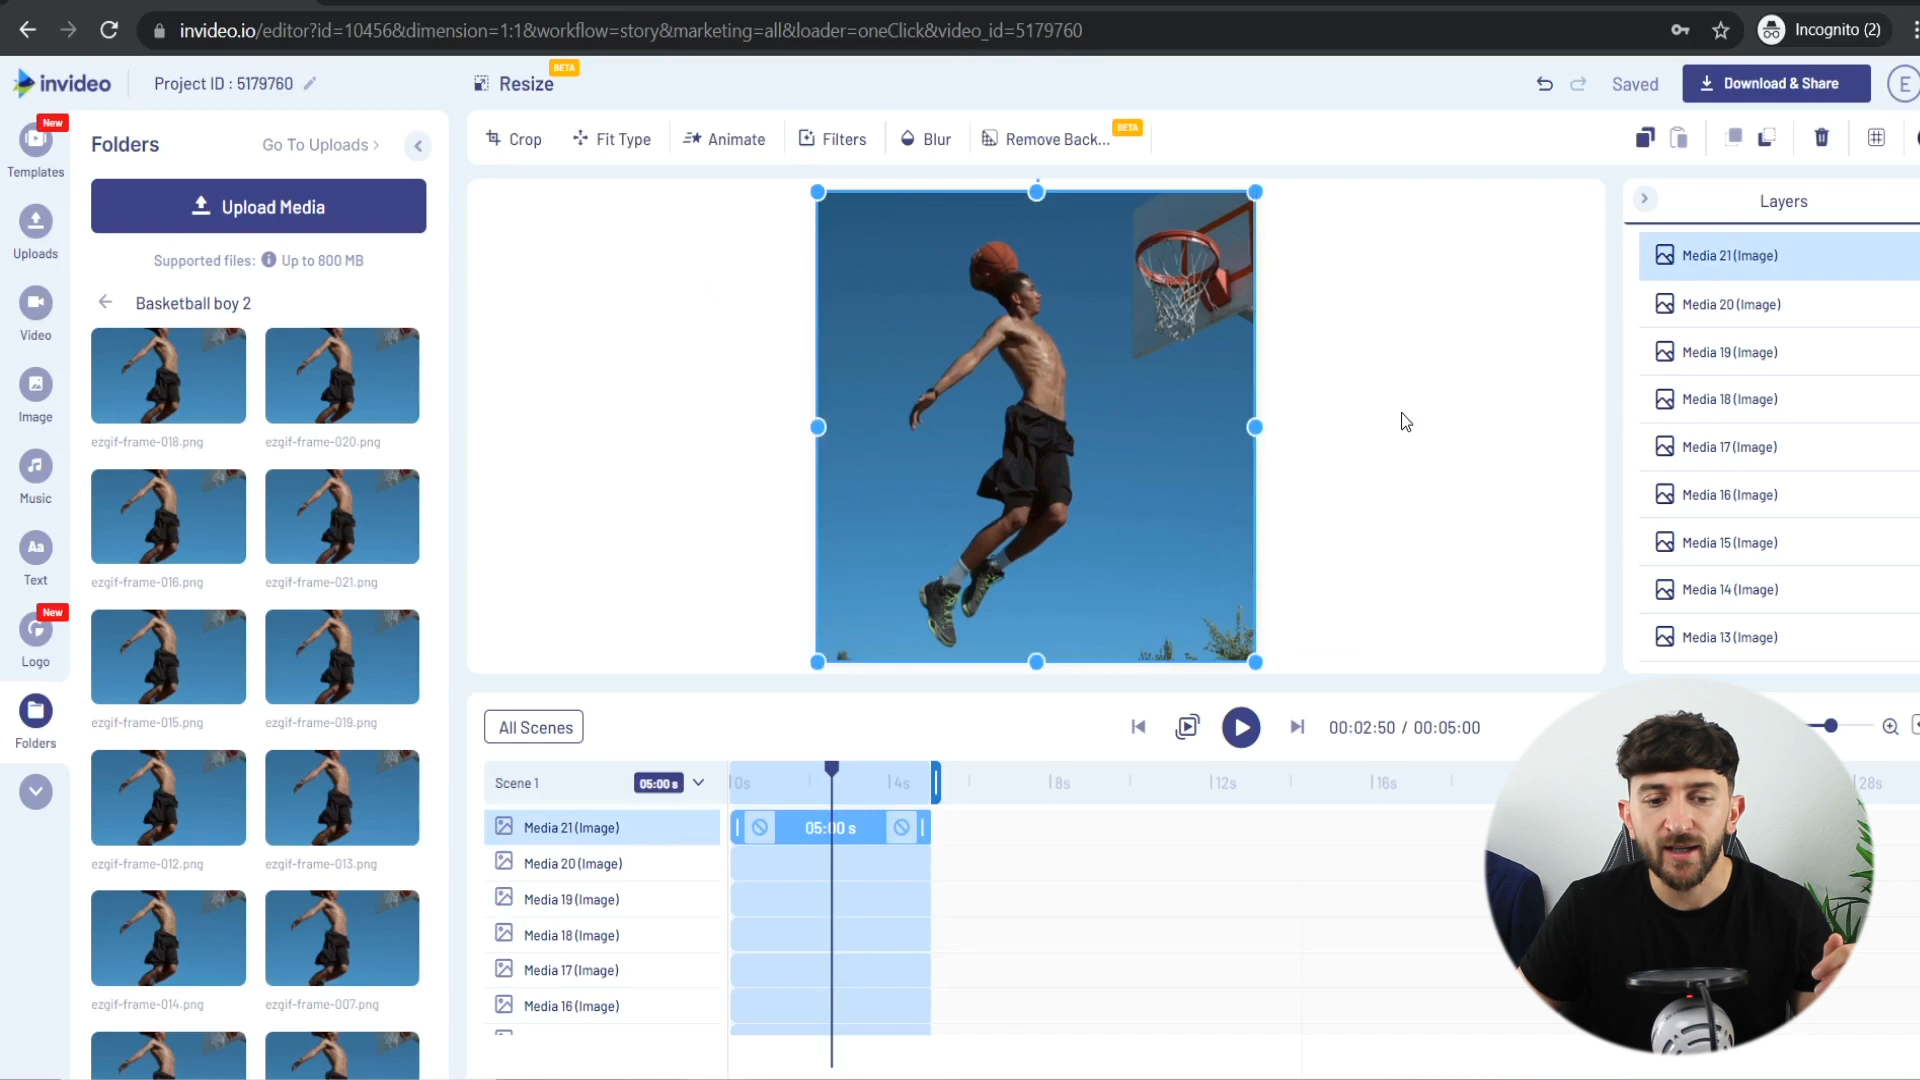 invideo.io/editor?id=10456&dimension=1:1&workflow=story&marketing=all&loader=oneClick&video_id=5179760
Incognito (2)
invideo
Project ID : 5179760
Resize
BETA
Saved
Download & Share
E
New
Templates
Uploads
Video
Image
Music
Aa
Text
New
Logo
Folders
Folders
Go To Uploads >
Upload Media
Supported files: i Up to 800 MB
Basketball boy 2
ezgif-frame-018.png
ezgif-frame-020.png
ezgif-frame-016.png
ezgif-frame-021.png
ezgif-frame-015.png
ezgif-frame-019.png
ezgif-frame-012.png
ezgif-frame-013.png
ezgif-frame-014.png
ezgif-frame-007.png
Crop
Fit Type
Animate
Filters
Blur
Remove Back...
BETA
Layers
Media 21 (Image)
Media 20 (Image)
Media 19 (Image)
Media 18 (Image)
Media 17 (Image)
Media 16 (Image)
Media 15 (Image)
Media 14 (Image)
Media 13 (Image)
All Scenes
00:02:50 / 00:05:00
Scene 1
05:00 s
0s
4s
8s
12s
16s
28s
Media 21 (Image)
05:00 s
Media 20 (Image)
Media 19 (Image)
Media 18 (Image)
Media 17 (Image)
Media 16 (Image)